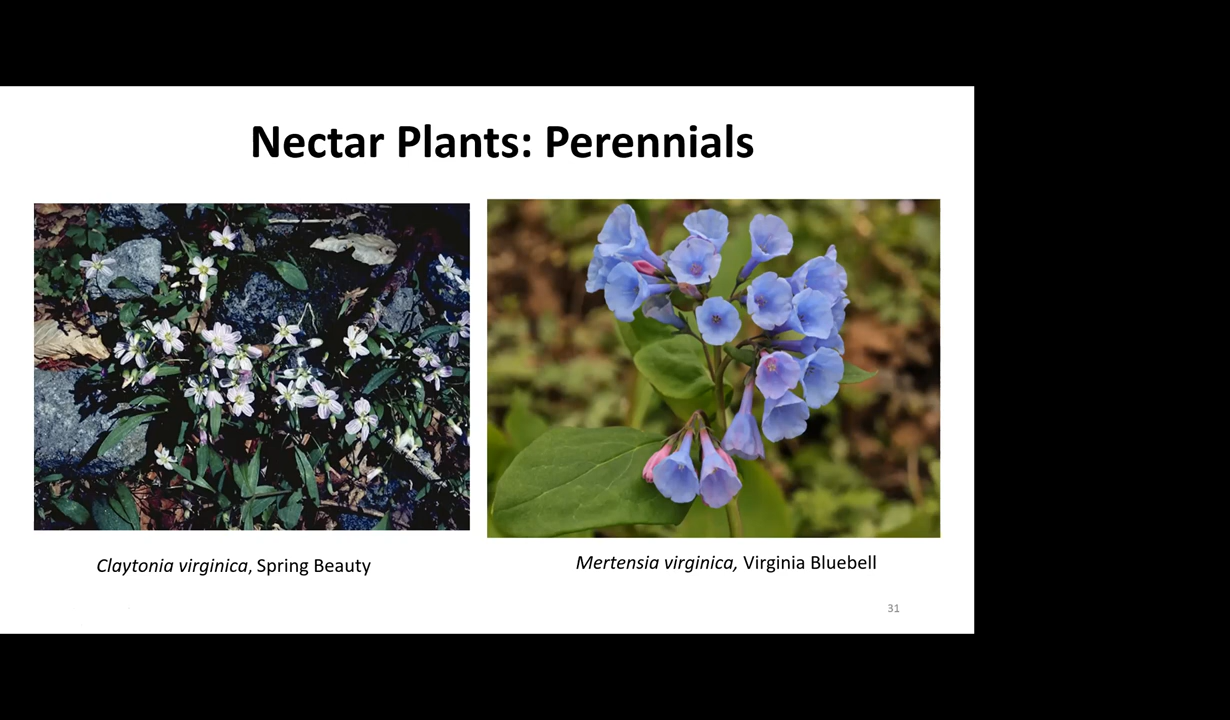 Nectar Plants: Perennials
Claytonia virginica, Spring Beauty
Mertensia virginica, Virginia Bluebell
31